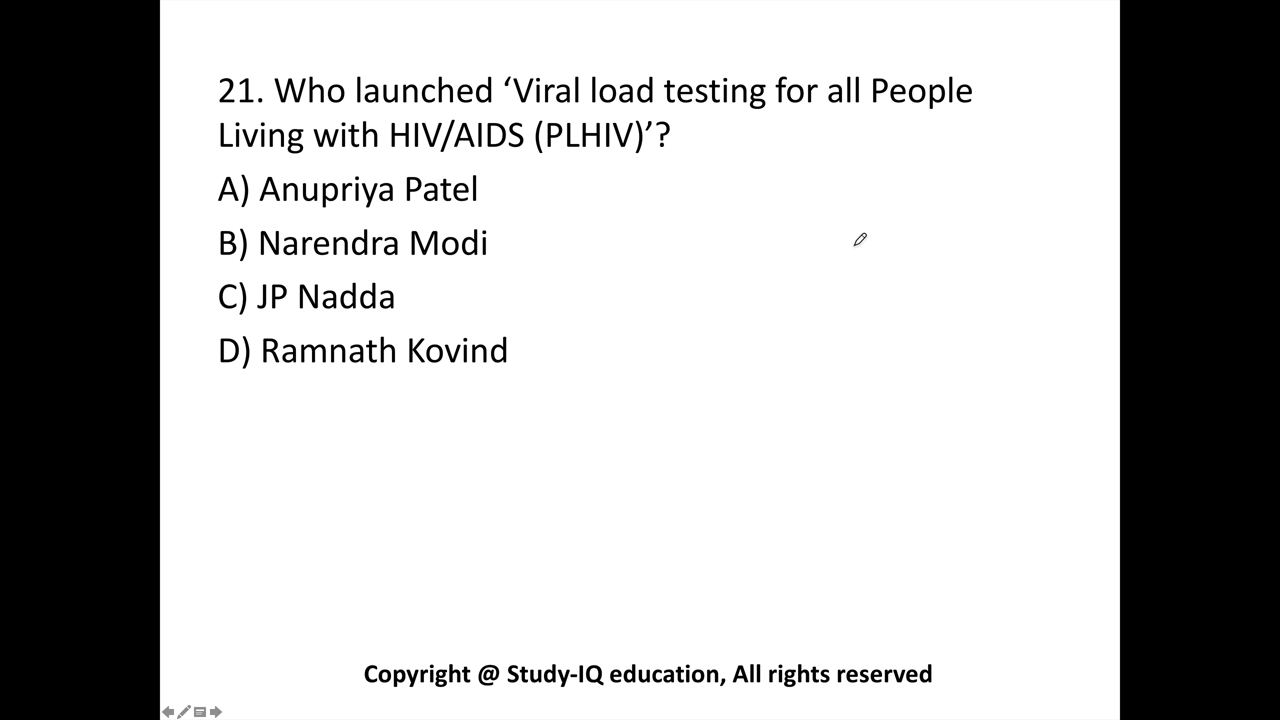 21. Who launched ‘Viral load testing for all People
Living with HIV/AIDS (PLHIV)’?
A) Anupriya Patel
B) Narendra Modi
C) JP Nadda
D) Ramnath Kovind
Copyright @ Study-IQ education, All rights reserved